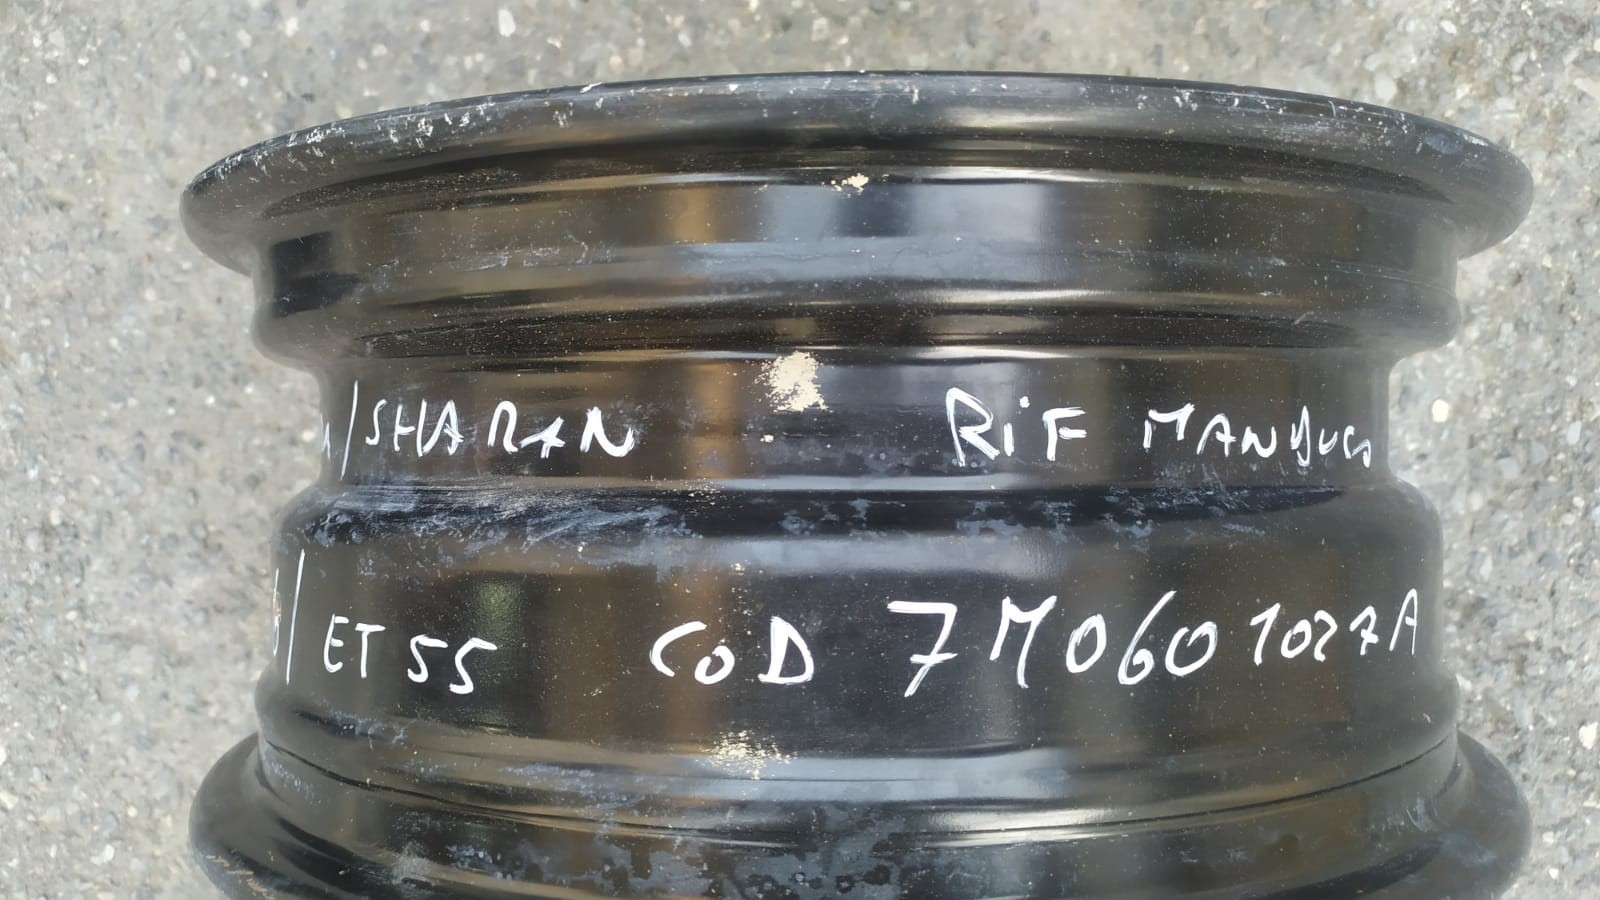 /SHARAN RiF
/ET 55 COD 7M0601027A